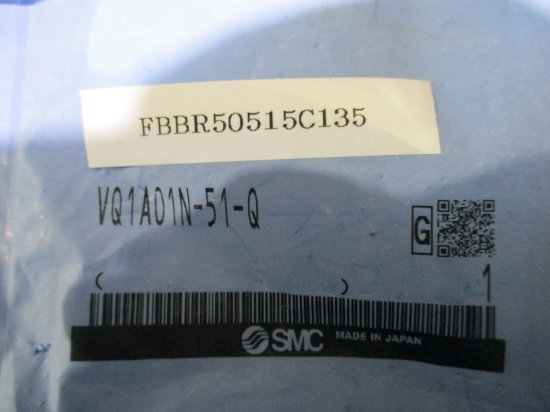 FBBR50515C135
VQ1A01N-51-Q
G
( ) 1
SMC MADE IN JAPAN